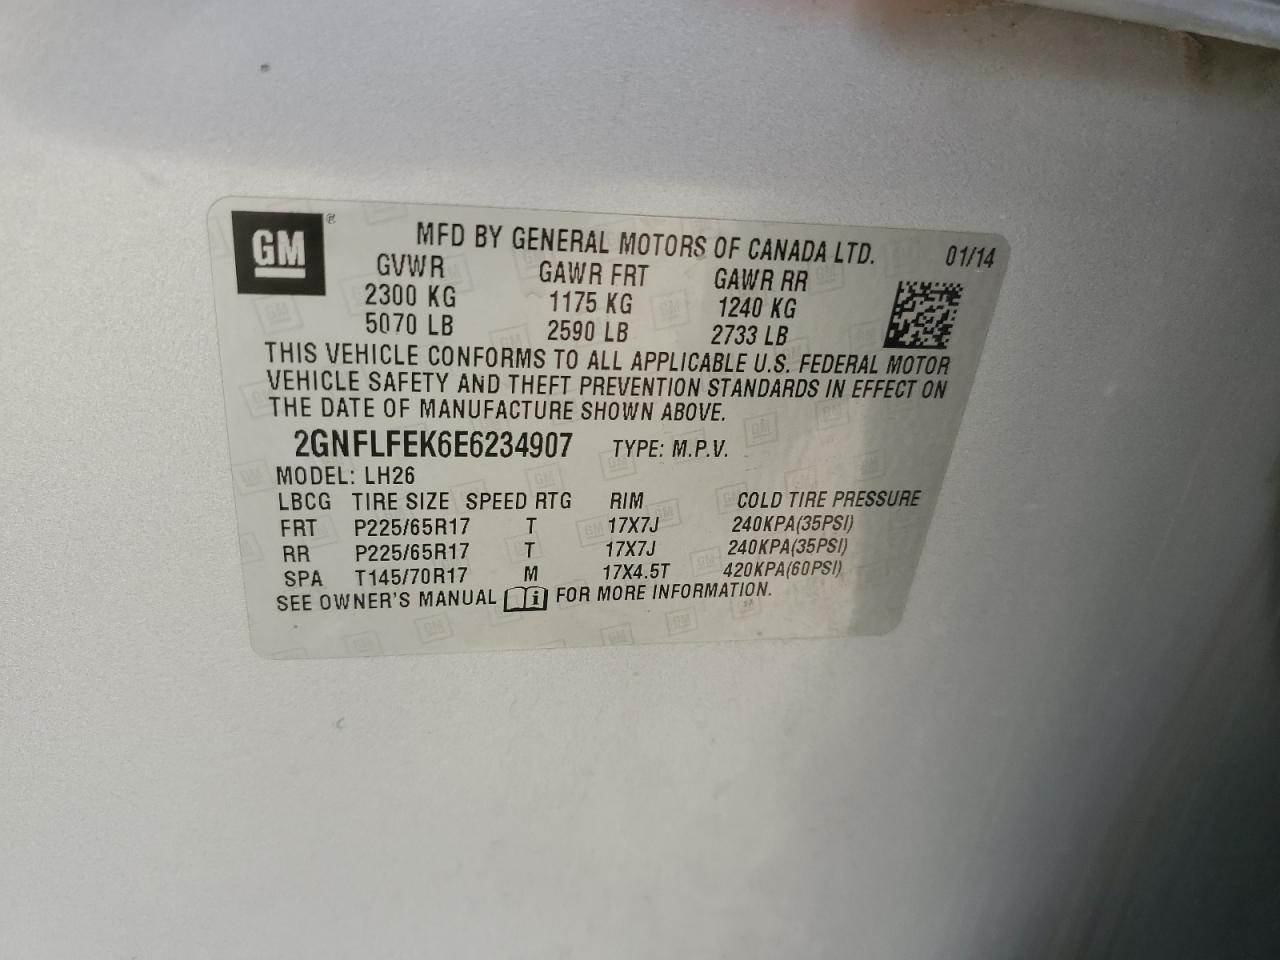 GM ®
MFD BY GENERAL MOTORS OF CANADA LTD. 01/14
GVWR GAWR FRT GAWR RR
2300 KG 1175 KG 1240 KG
5070 LB 2590 LB 2733 LB
THIS VEHICLE CONFORMS TO ALL APPLICABLE U.S. FEDERAL MOTOR
VEHICLE SAFETY AND THEFT PREVENTION STANDARDS IN EFFECT ON
THE DATE OF MANUFACTURE SHOWN ABOVE.
2GNFLFEK6E6234907 TYPE: M.P.V.
MODEL: LH26
LBCG TIRE SIZE SPEED RTG RIM COLD TIRE PRESSURE
FRT P225/65R17 T 17X7J 240KPA(35PSI)
RR P225/65R17 T 17X7J 240KPA(35PSI)
SPA T145/70R17 M 17X4.5T 420KPA(60PSI)
SEE OWNER'S MANUAL i FOR MORE INFORMATION.